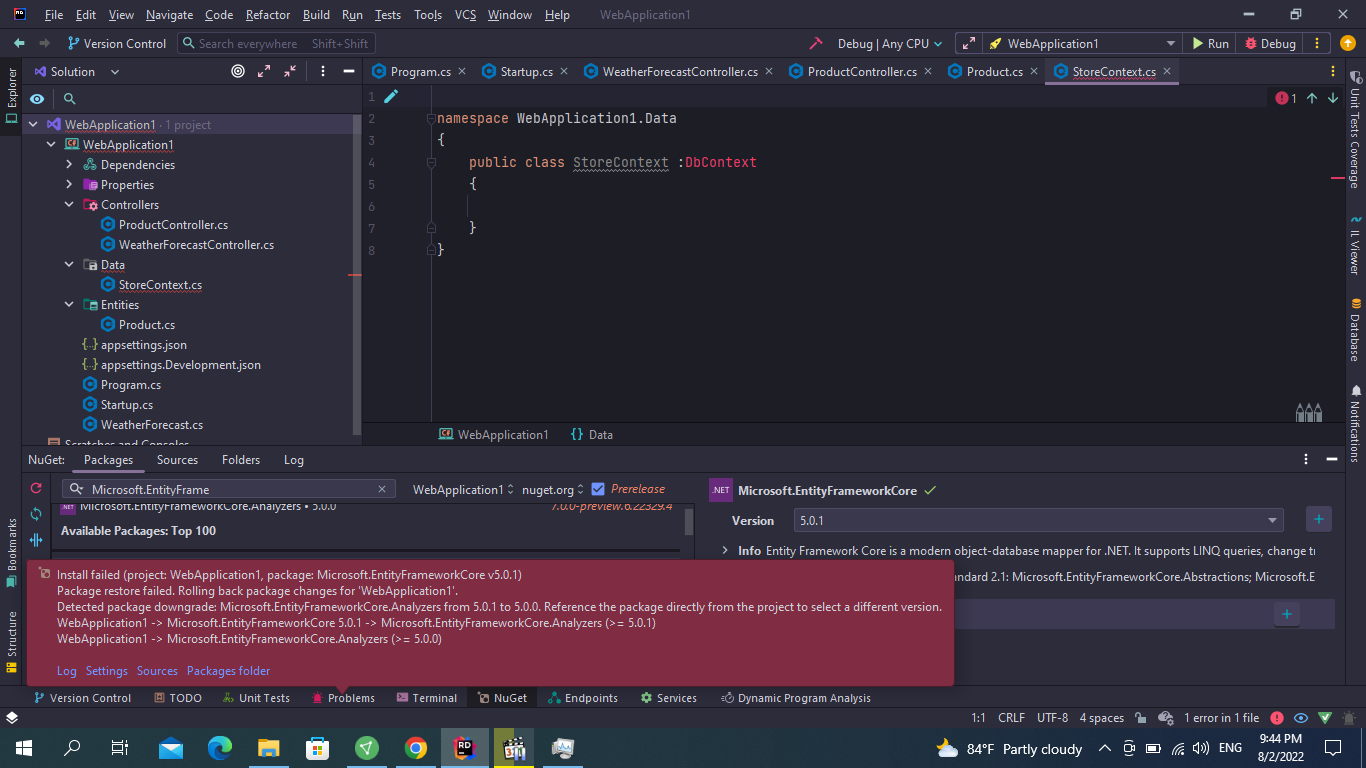 File Edit View Navigate Code Refactor Build Run Tests Tools VCS Window Help WebApplication1
Version Control Search everywhere Shift+Shift Debug | Any CPU WebApplication1 Run Debug
Explorer
Solution
Program.cs Startup.cs WeatherForecastController.cs ProductController.cs Product.cs StoreContext.cs
WebApplication1 · 1 project
WebApplication1
Dependencies
Properties
Controllers
ProductController.cs
WeatherForecastController.cs
Data
StoreContext.cs
Entities
Product.cs
appsettings.json
appsettings.Development.json
Program.cs
Startup.cs
WeatherForecast.cs
Scratches and Consoles
1
2 namespace WebApplication1.Data
3 {
4 public class StoreContext :DbContext
5 {
6
7 }
8 }
1
WebApplication1 {} Data
Unit Tests Coverage
IL Viewer
Database
Notifications
NuGet: Packages Sources Folders Log
Microsoft.EntityFrame WebApplication1 nuget.org Prerelease
Microsoft.EntityFrameworkCore.Analyzers • 5.0.0 7.0.0-preview.6.22329.4
Available Packages: Top 100
.NET Microsoft.EntityFrameworkCore
Version 5.0.1
Info Entity Framework Core is a modern object-database mapper for .NET. It supports LINQ queries, change tr
ndard 2.1: Microsoft.EntityFrameworkCore.Abstractions; Microsoft.E
Install failed (project: WebApplication1, package: Microsoft.EntityFrameworkCore v5.0.1)
Package restore failed. Rolling back package changes for 'WebApplication1'.
Detected package downgrade: Microsoft.EntityFrameworkCore.Analyzers from 5.0.1 to 5.0.0. Reference the package directly from the project to select a different version.
WebApplication1 -> Microsoft.EntityFrameworkCore 5.0.1 -> Microsoft.EntityFrameworkCore.Analyzers (>= 5.0.1)
WebApplication1 -> Microsoft.EntityFrameworkCore.Analyzers (>= 5.0.0)
Log Settings Sources Packages folder
Bookmarks
Structure
Version Control TODO Unit Tests Problems Terminal NuGet Endpoints Services Dynamic Program Analysis
1:1 CRLF UTF-8 4 spaces 1 error in 1 file
84°F Partly cloudy ENG 9:44 PM
8/2/2022